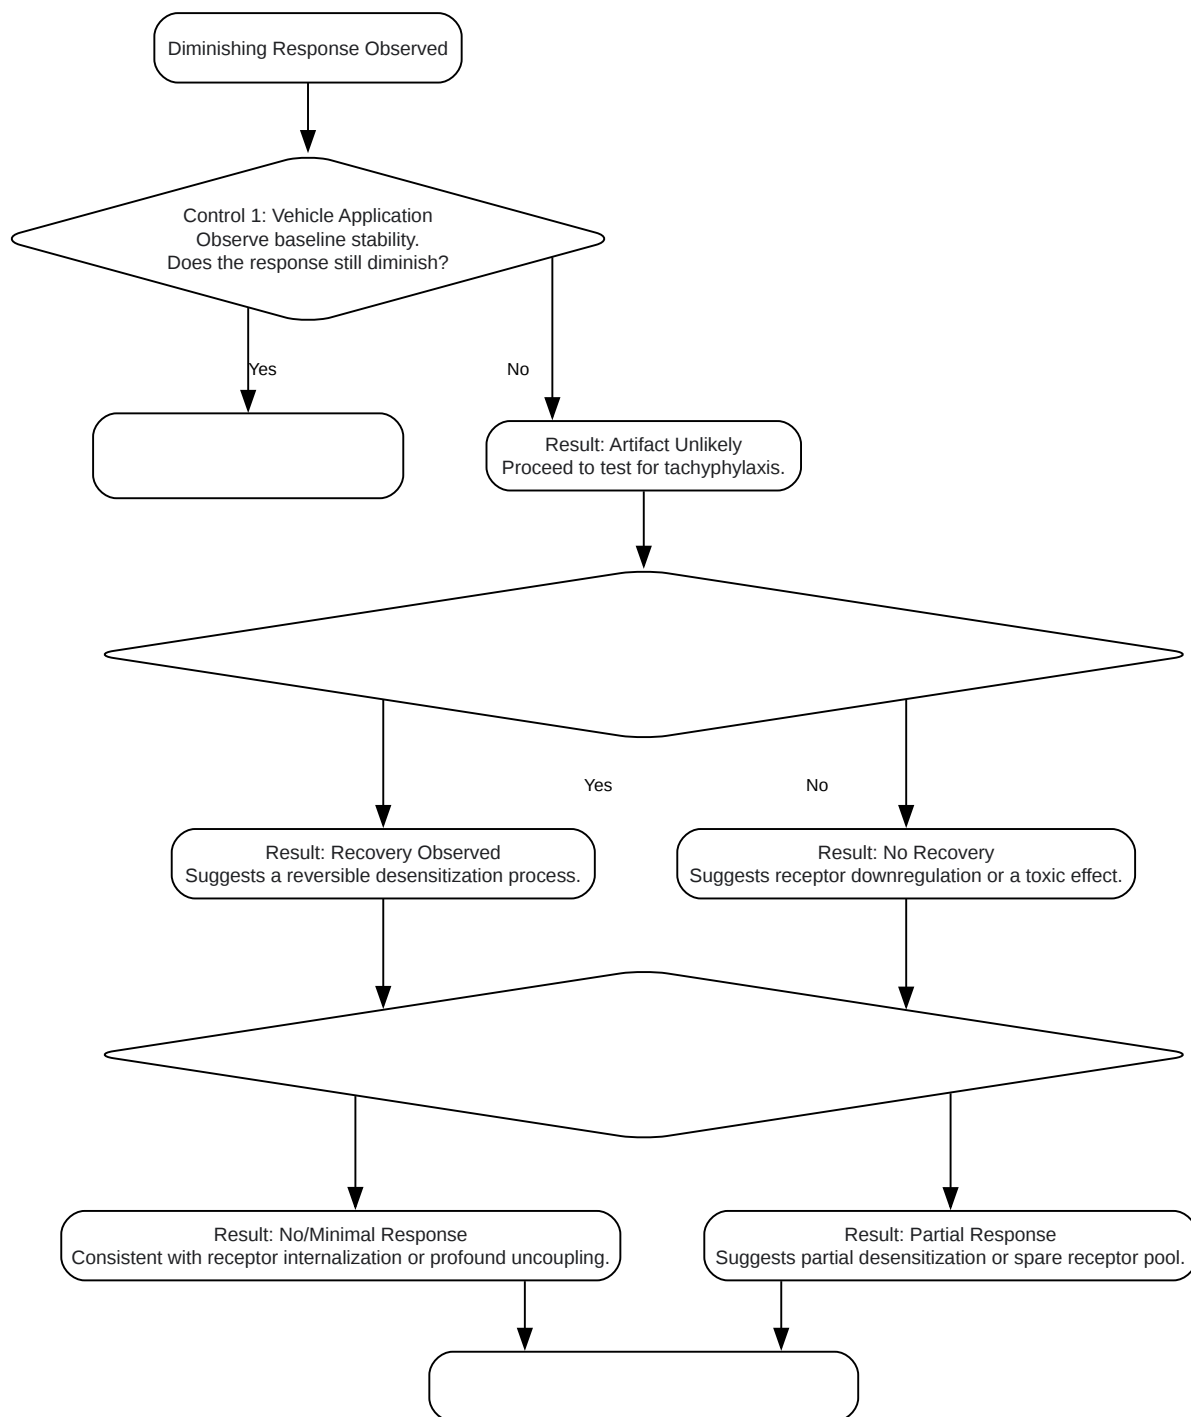 Diminishing Response Observed
Control 1: Vehicle Application
Observe baseline stability.
Does the response still diminish?
Yes
No
Result: Artifact Unlikely
Proceed to test for tachyphylaxis.
Yes
No
Result: Recovery Observed
Suggests a reversible desensitization process.
Result: No Recovery
Suggests receptor downregulation or a toxic effect.
Result: No/Minimal Response
Consistent with receptor internalization or profound uncoupling.
Result: Partial Response
Suggests partial desensitization or spare receptor pool.